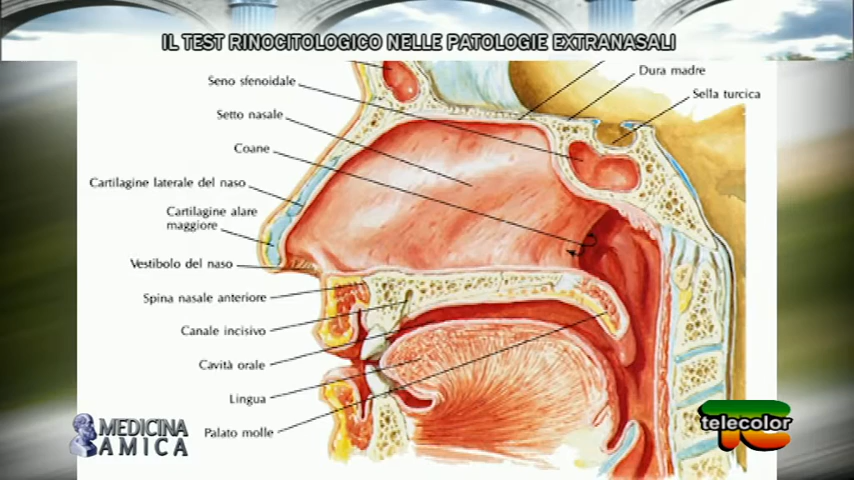 IL TEST RINOCITOLOGICO NELLE PATOLOGIE EXTRANASALI
Dura madre
Seno sfenoidale
Sella turcica
Setto nasale
Coane
Cartilagine laterale del naso
Cartilagine alare
maggiore
Vestibolo del naso
Spina nasale anteriore
Canale incisivo
Cavità orale
Lingua
Palato molle
MEDICINA
AMICA
telecolor